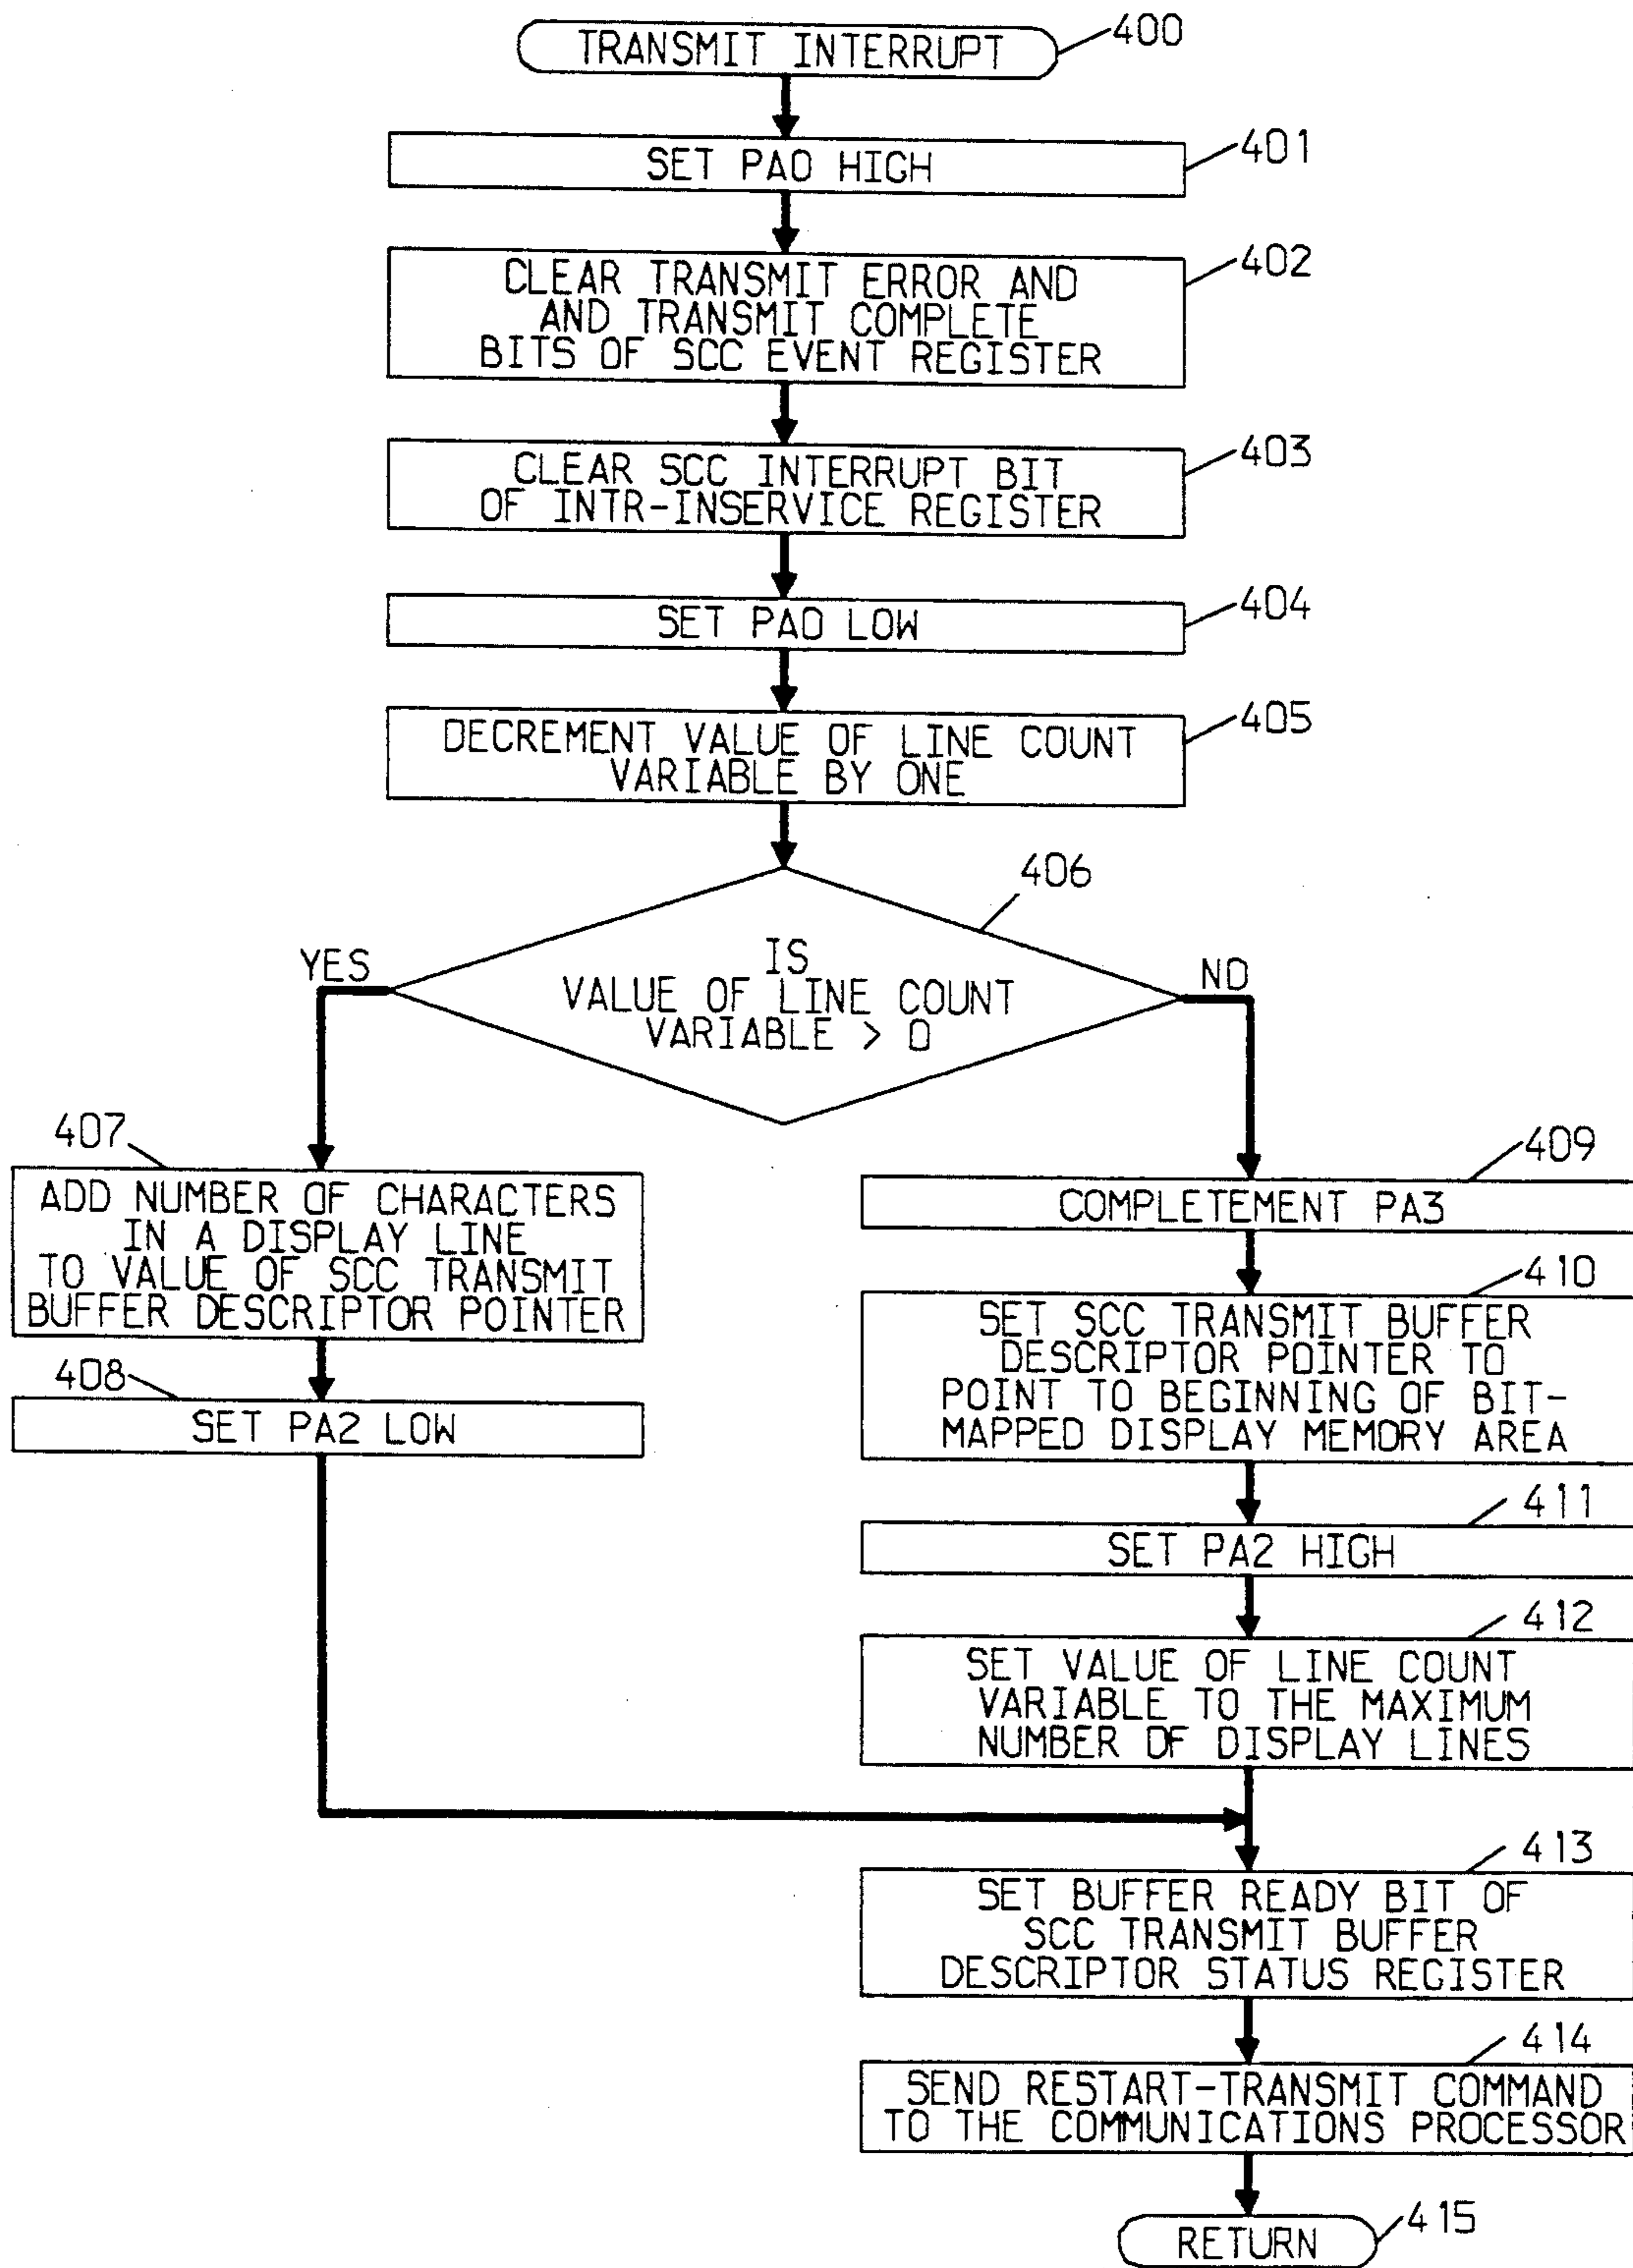 TRANSMIT INTERRUPT
400
SET PA0 HIGH
401
CLEAR TRANSMIT ERROR AND
AND TRANSMIT COMPLETE
BITS OF SCC EVENT REGISTER
402
CLEAR SCC INTERRUPT BIT
OF INTR-INSERVICE REGISTER
403
SET PA0 LOW
404
DECREMENT VALUE OF LINE COUNT
VARIABLE BY ONE
405
406
IS
VALUE OF LINE COUNT
VARIABLE > 0
YES
NO
407
ADD NUMBER OF CHARACTERS
IN A DISPLAY LINE
TO VALUE OF SCC TRANSMIT
BUFFER DESCRIPTOR POINTER
408
SET PA2 LOW
409
COMPLETEMENT PA3
410
SET SCC TRANSMIT BUFFER
DESCRIPTOR POINTER TO
POINT TO BEGINNING OF BIT-
MAPPED DISPLAY MEMORY AREA
411
SET PA2 HIGH
412
SET VALUE OF LINE COUNT
VARIABLE TO THE MAXIMUM
NUMBER OF DISPLAY LINES
413
SET BUFFER READY BIT OF
SCC TRANSMIT BUFFER
DESCRIPTOR STATUS REGISTER
414
SEND RESTART-TRANSMIT COMMAND
TO THE COMMUNICATIONS PROCESSOR
RETURN
415